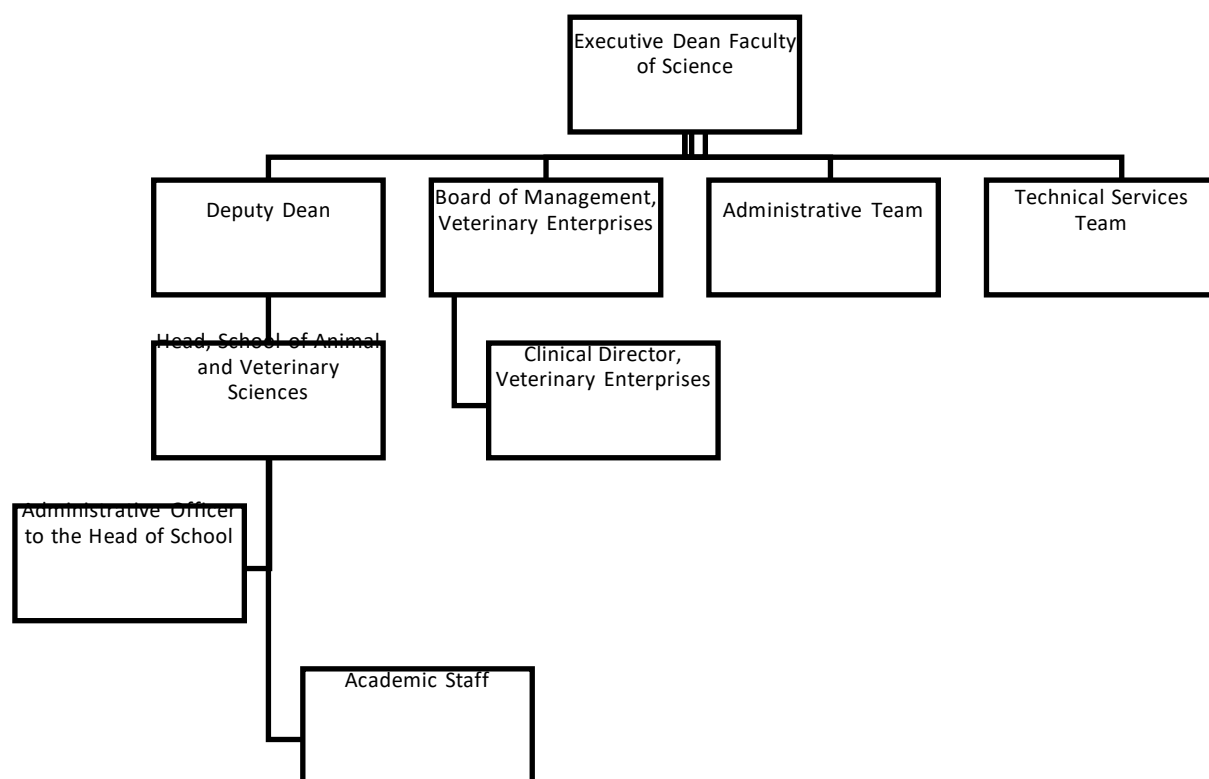 Executive Dean Faculty
of Science
Deputy Dean
Board of Management,
Veterinary Enterprises
Administrative Team
Technical Services
Team
Head, School of Animal
and Veterinary
Sciences
Clinical Director,
Veterinary Enterprises
Administrative Officer
to the Head of School
Academic Staff